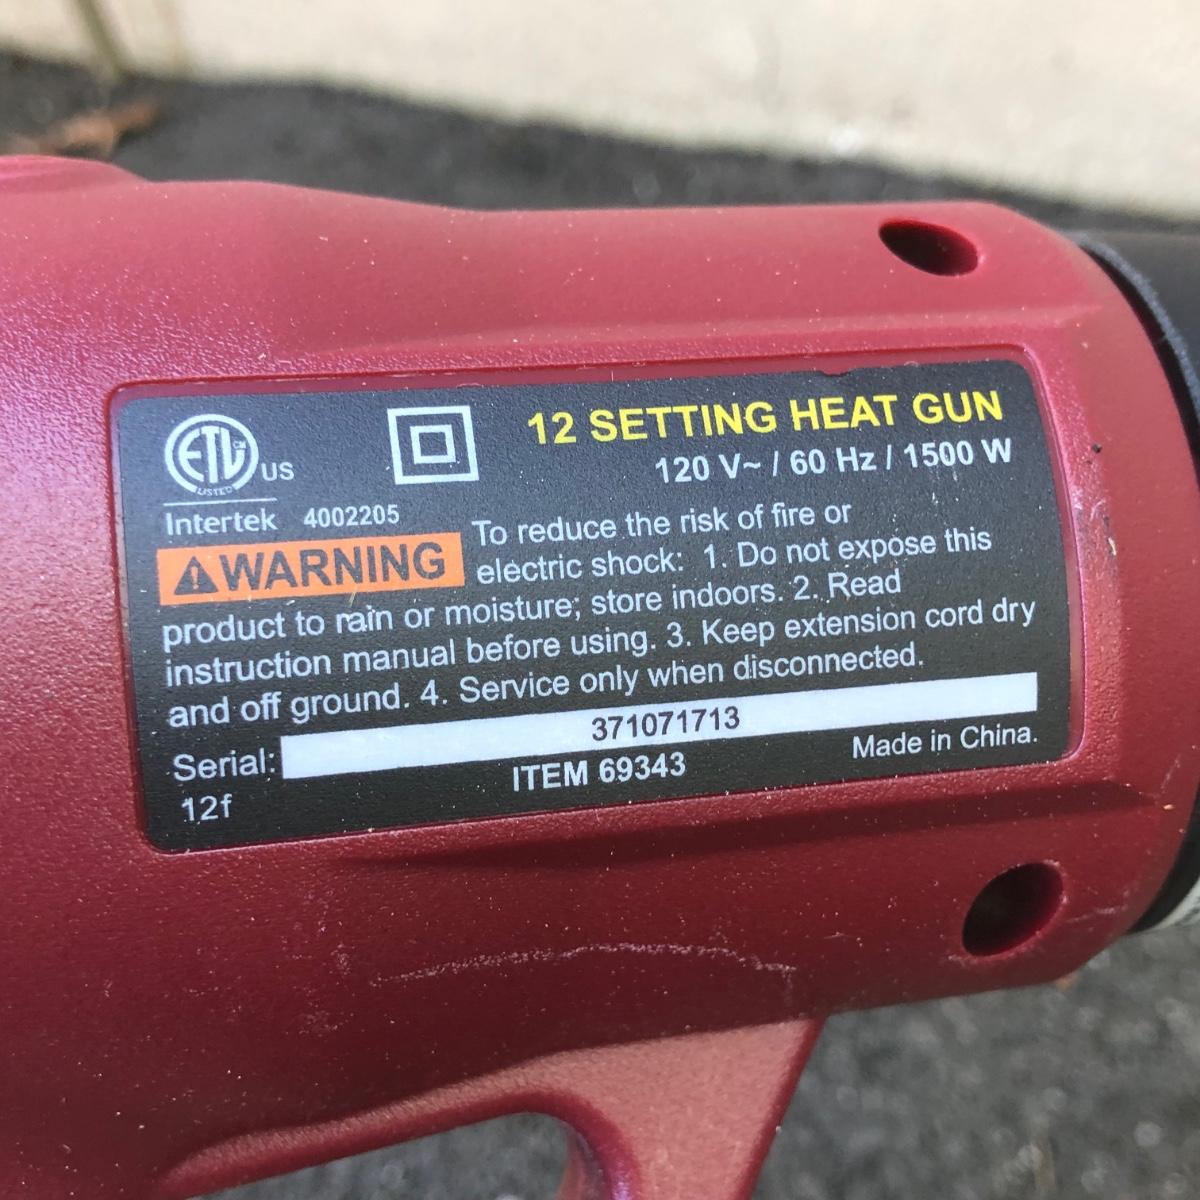 ETL CM
LISTED
US
Intertek 4002205
12 SETTING HEAT GUN
120 V~ / 60 Hz / 1500 W
WARNING To reduce the risk of fire or
electric shock: 1. Do not expose this
product to rain or moisture; store indoors. 2. Read
instruction manual before using. 3. Keep extension cord dry
and off ground. 4. Service only when disconnected.
Serial: 371071713
12f
ITEM 69343
Made in China.